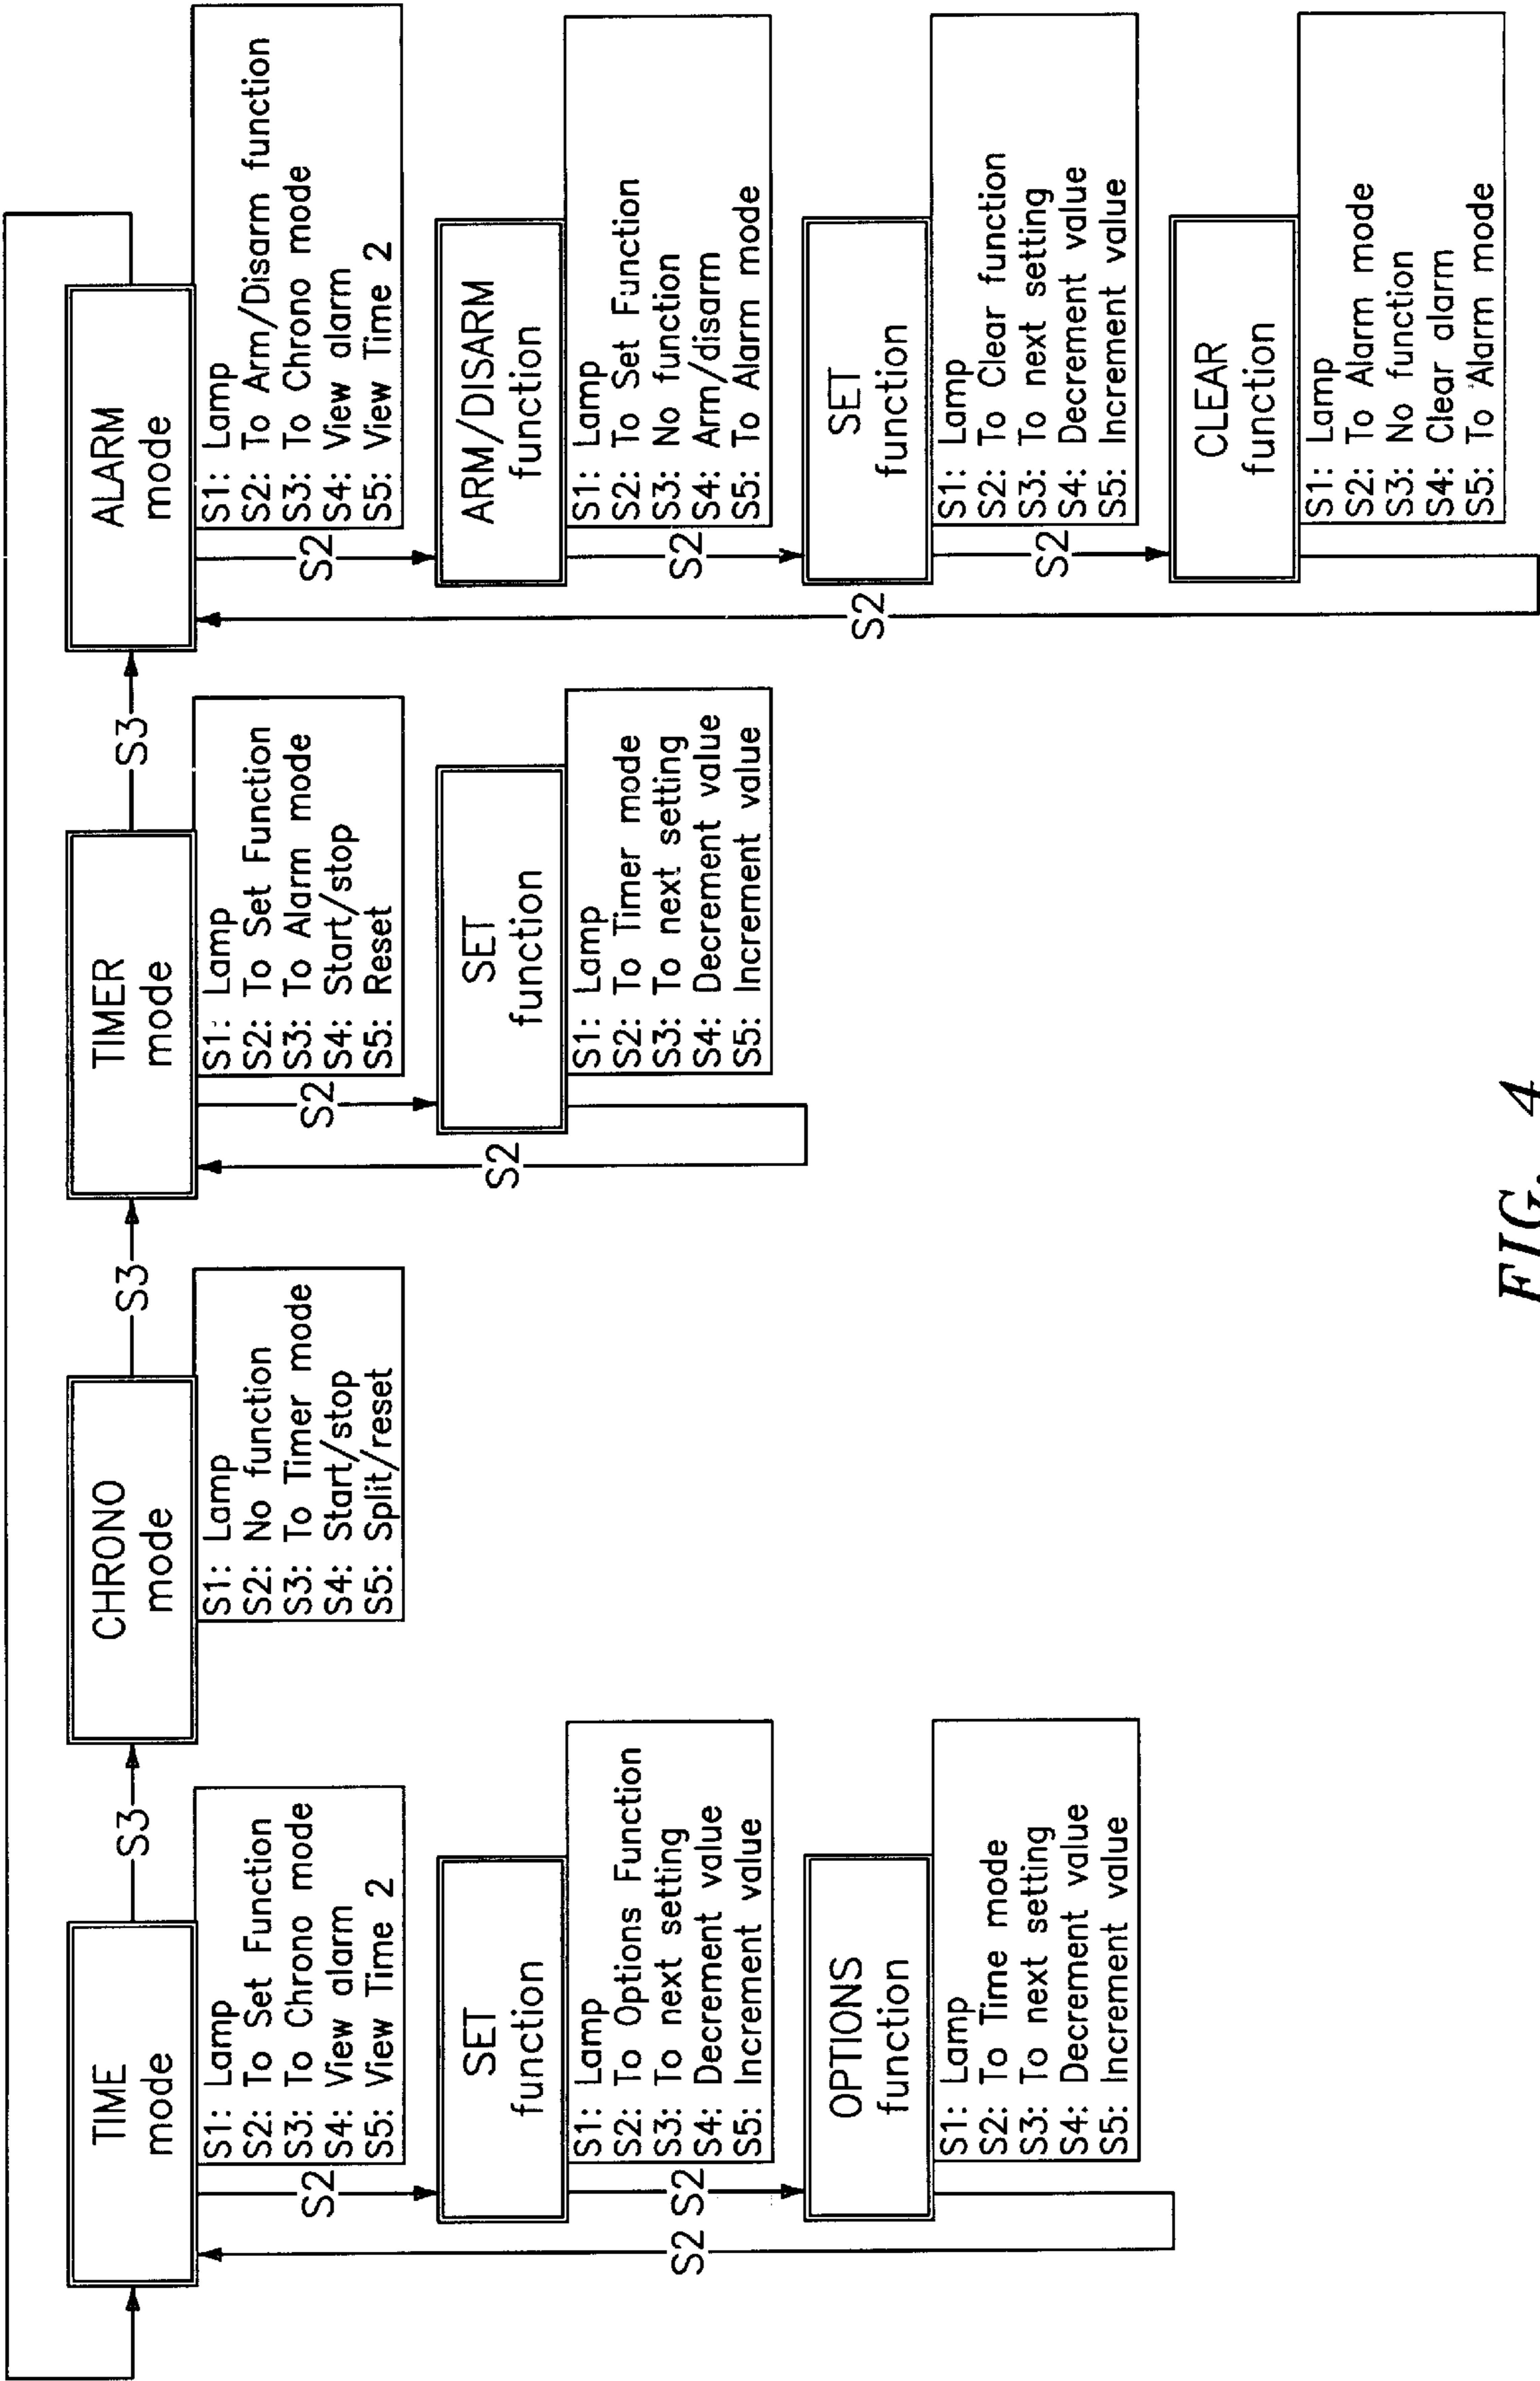 TIME
mode
S1: Lamp
S2: To Set Function
S3: To Chrono mode
S4: View alarm
S5: View Time 2
S2
SET
function
S1: Lamp
S2: To Options Function
S3: To next setting
S4: Decrement value
S5: Increment value
S2
S2
OPTIONS
function
S1: Lamp
S2: To Time mode
S3: To next setting
S4: Decrement value
S5: Increment value
S3
CHRONO
mode
S1: Lamp
S2: No function
S3: To Timer mode
S4: Start/stop
S5: Split/reset
S3
TIMER
mode
S1: Lamp
S2: To Set Function
S3: To Alarm mode
S4: Start/stop
S5: Reset
S2
S2
SET
function
S1: Lamp
S2: To Timer mode
S3: To next setting
S4: Decrement value
S5: Increment value
S3
ALARM
mode
S1: Lamp
S2: To Arm/Disarm function
S3: To Chrono mode
S4: View alarm
S5: View Time 2
S2
ARM/DISARM
function
S1: Lamp
S2: To Set Function
S3: No function
S4: Arm/disarm
S5: To Alarm mode
S2
S2
SET
function
S1: Lamp
S2: To Clear function
S3: To next setting
S4: Decrement value
S5: Increment value
S2
CLEAR
function
S1: Lamp
S2: To Alarm mode
S3: No function
S4: Clear alarm
S5: To Alarm mode
FIG. 4